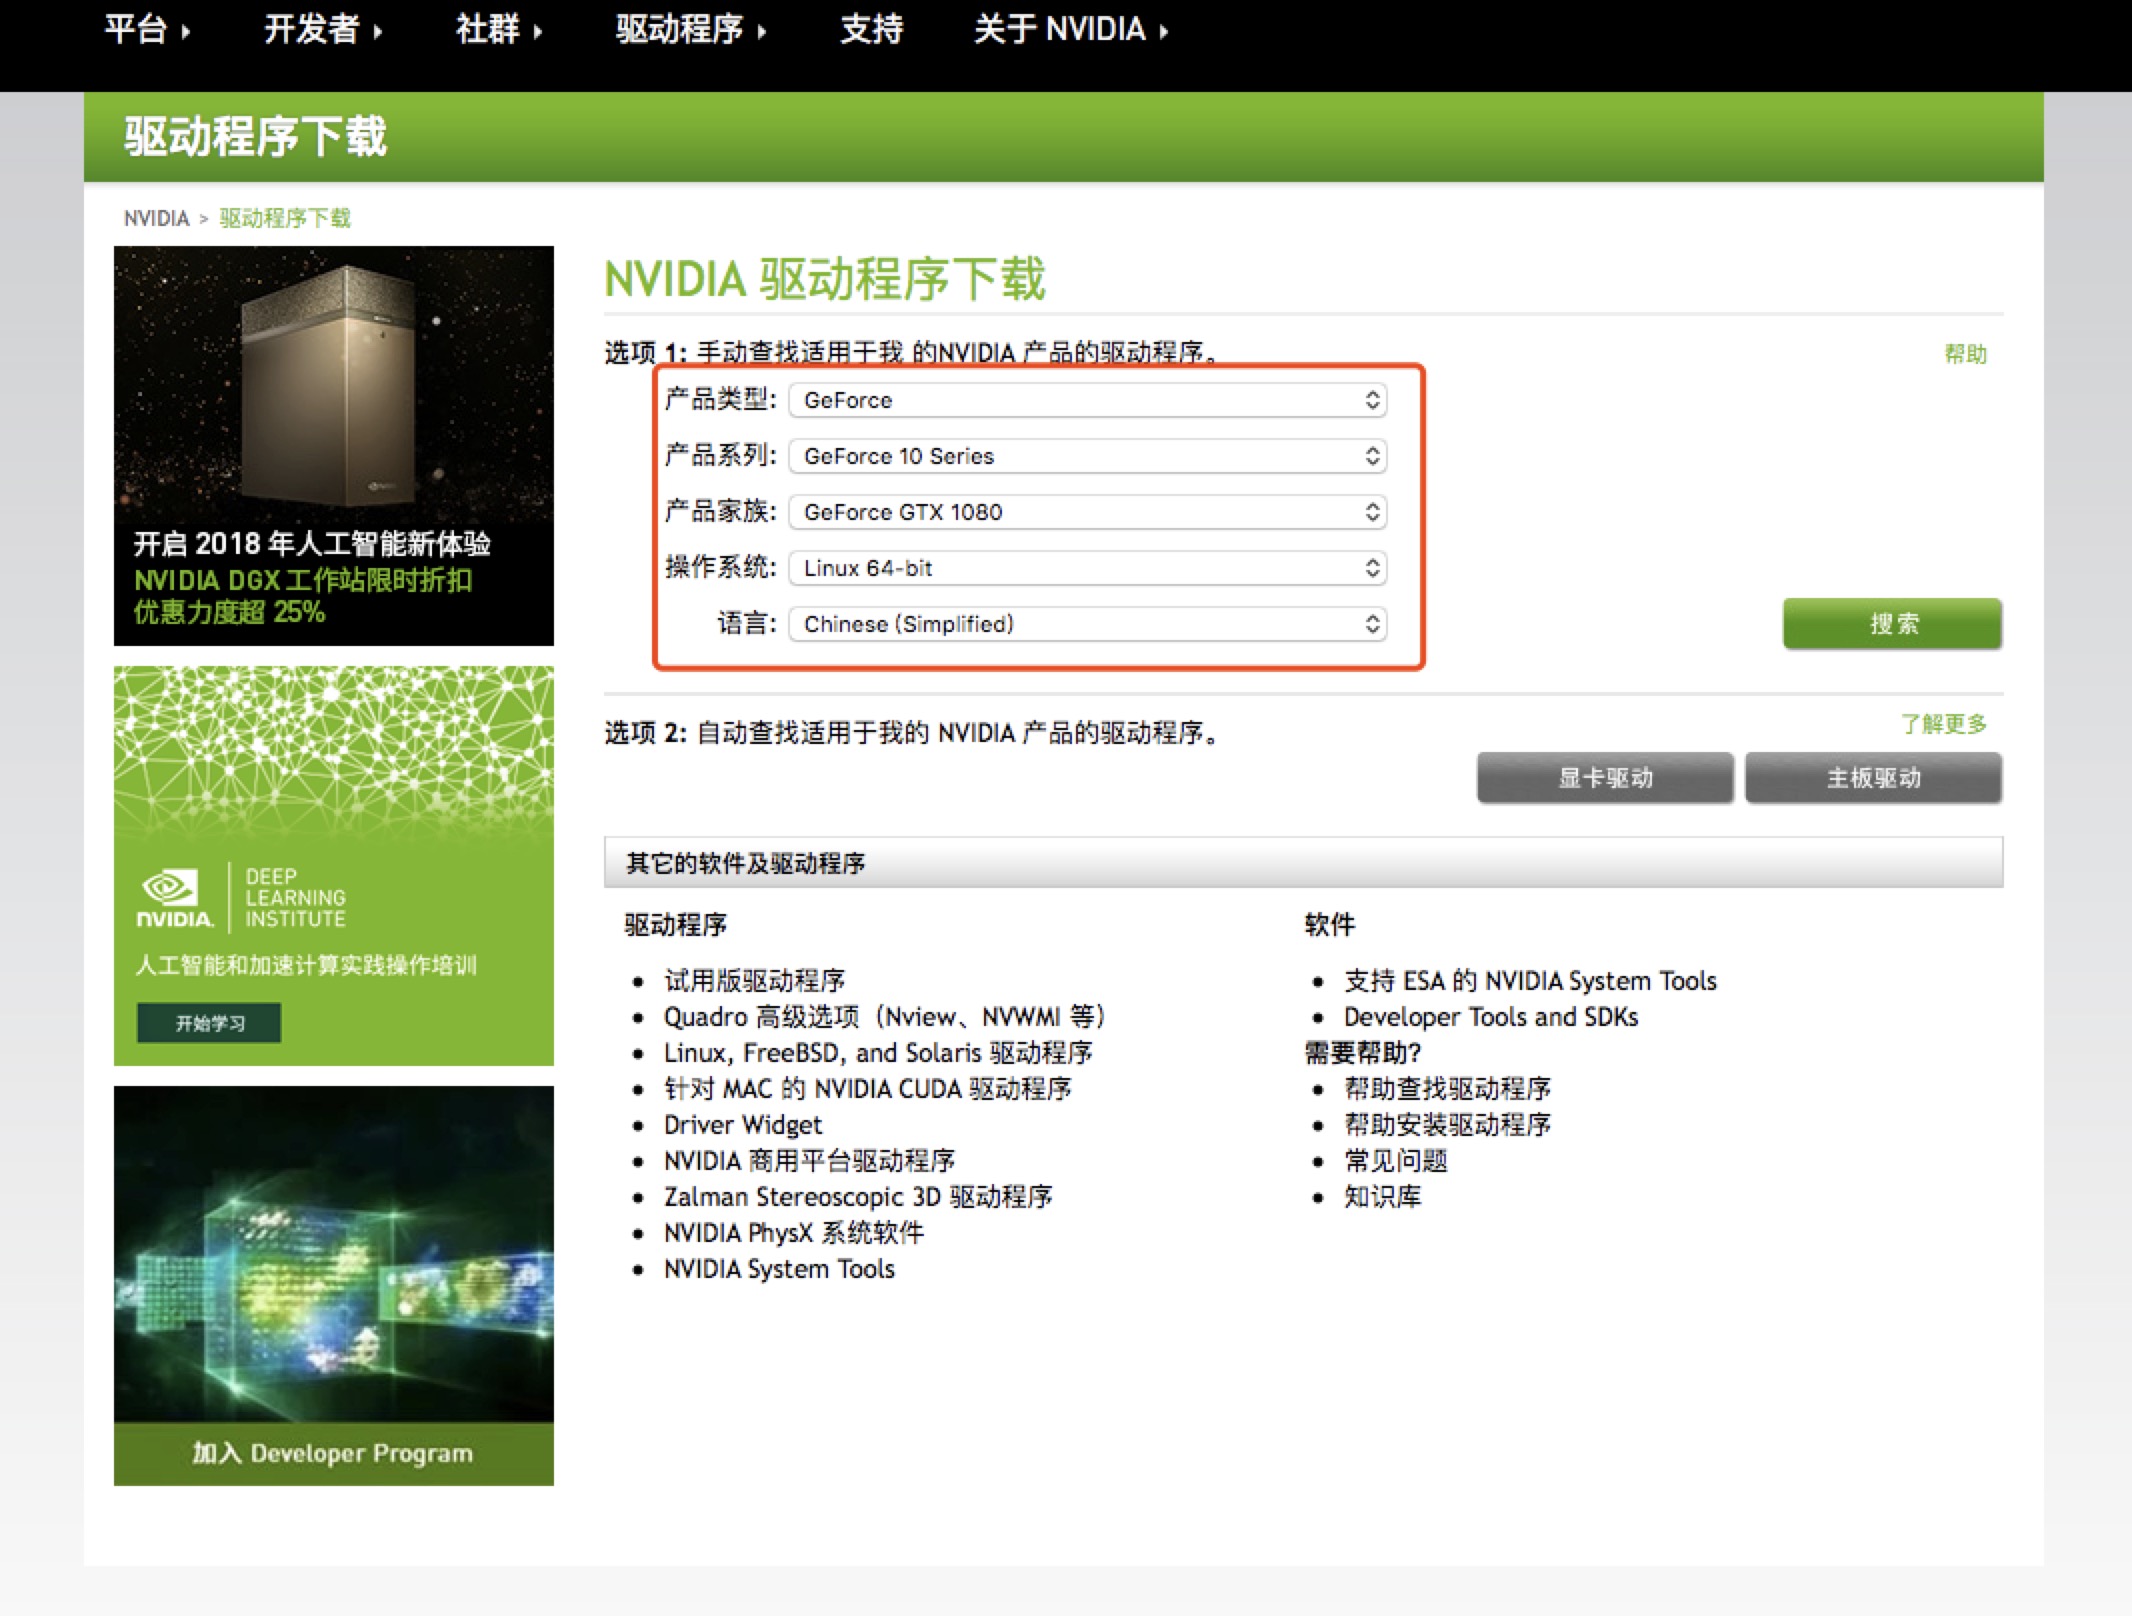 平台 开发者 社群 驱动程序 支持 关于 NVIDIA
驱动程序下载
NVIDIA > 驱动程序下载
开启 2018 年人工智能新体验
NVIDIA DGX 工作站限时折扣
优惠力度超 25%
NVIDIA.
DEEP
LEARNING
INSTITUTE
人工智能和加速计算实践操作培训
开始学习
加入 Developer Program
NVIDIA 驱动程序下载
选项 1: 手动查找适用于我 的NVIDIA 产品的驱动程序。
帮助
产品类型: GeForce
产品系列: GeForce 10 Series
产品家族: GeForce GTX 1080
操作系统: Linux 64-bit
语言: Chinese (Simplified)
搜索
选项 2: 自动查找适用于我的 NVIDIA 产品的驱动程序。
了解更多
显卡驱动 主板驱动
其它的软件及驱动程序
驱动程序
• 试用版驱动程序
• Quadro 高级选项（Nview、NVWMI 等）
• Linux, FreeBSD, and Solaris 驱动程序
• 针对 MAC 的 NVIDIA CUDA 驱动程序
• Driver Widget
• NVIDIA 商用平台驱动程序
• Zalman Stereoscopic 3D 驱动程序
• NVIDIA PhysX 系统软件
• NVIDIA System Tools
软件
• 支持 ESA 的 NVIDIA System Tools
• Developer Tools and SDKs
需要帮助?
• 帮助查找驱动程序
• 帮助安装驱动程序
• 常见问题
• 知识库